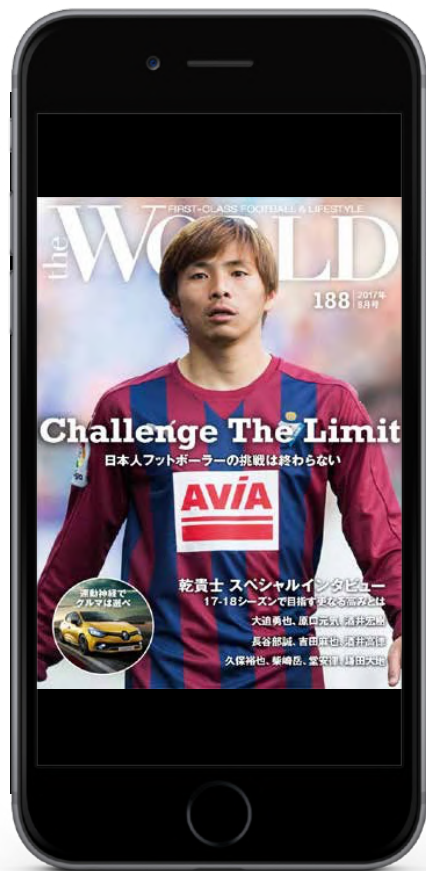 FIRST-CLASS FOOTBALL & LIFESTYLE
the WORLD
188 2017年
9月号
Challenge The Limit
日本人フットボーラーの挑戦は終わらない
AVIA
運動神経で
クルマは選べ
乾貴士 スペシャルインタビュー
17-18シーズンで目指す更なる高みとは
大迫勇也、原口元気、酒井宏樹
長谷部誠、吉田麻也、酒井高徳
久保裕也、柴崎岳、堂安律、鎌田大地